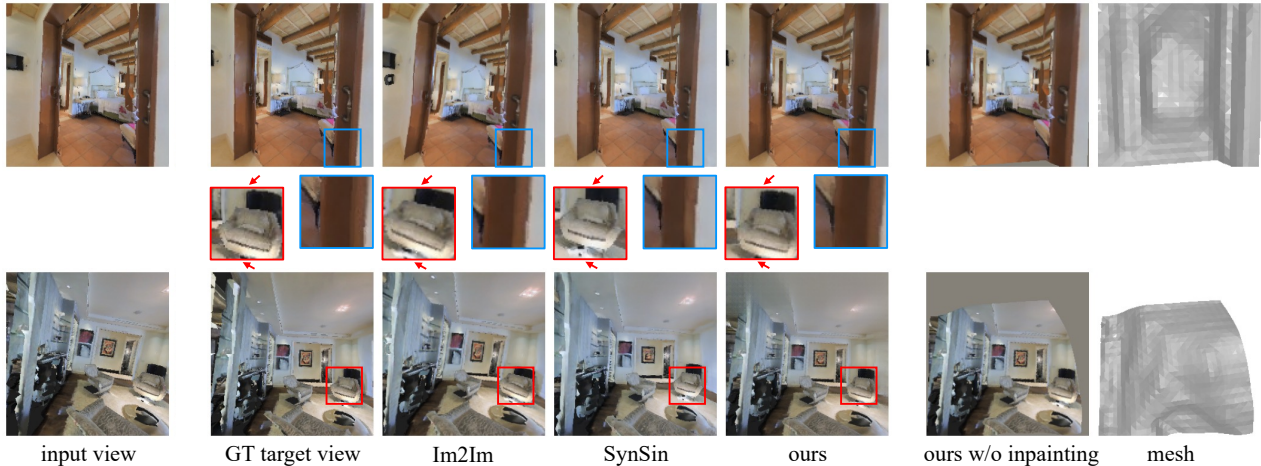 input view
GT target view
Im2Im
SynSin
ours
ours w/o inpainting
mesh